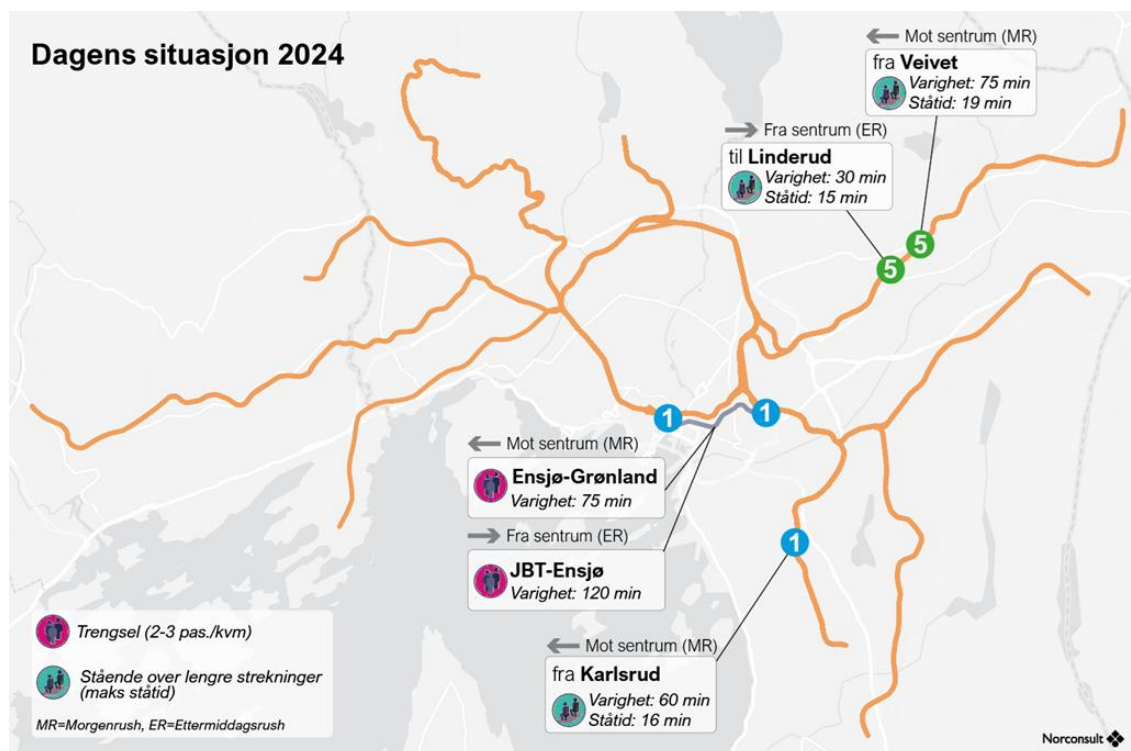 Dagens situasjon 2024
Mot sentrum (MR)
fra Veivet
Varighet: 75 min
Ståtid: 19 min
Fra sentrum (ER)
til Linderud
Varighet: 30 min
Ståtid: 15 min
5
5
1
1
Mot sentrum (MR)
Ensjø-Grønland
Varighet: 75 min
Fra sentrum (ER)
JBT-Ensjø
Varighet: 120 min
1
Mot sentrum (MR)
fra Karlsrud
Varighet: 60 min
Ståtid: 16 min
Trengsel (2-3 pas./kvm)
Stående over lengre strekninger
(maks ståtid)
MR=Morgenrush, ER=Ettermiddagsrush
Norconsult